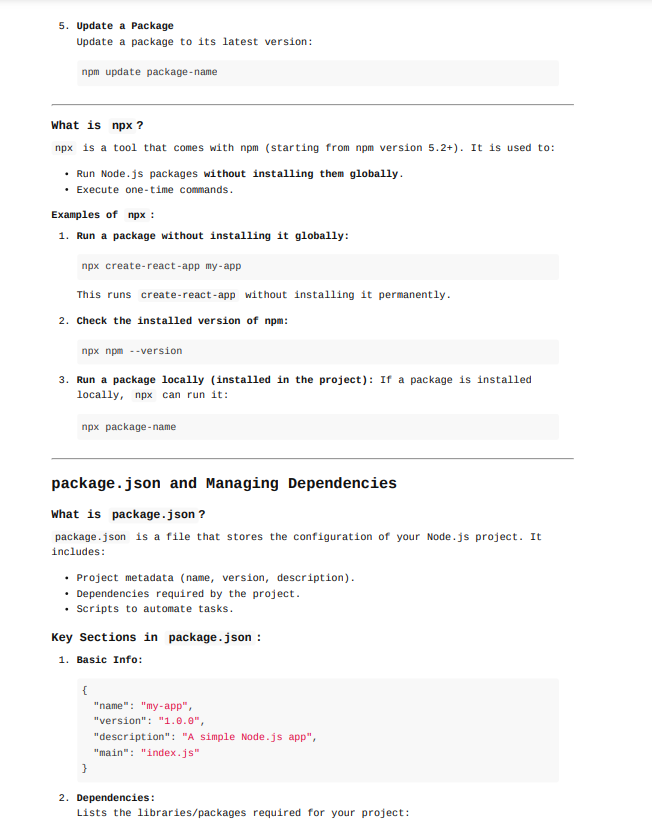 5. Update a Package
Update a package to its latest version:
npm update package-name
What is npx?
npx is a tool that comes with npm (starting from npm version 5.2+). It is used to:
• Run Node.js packages without installing them globally.
• Execute one-time commands.
Examples of npx:
1. Run a package without installing it globally:
npx create-react-app my-app
This runs create-react-app without installing it permanently.
2. Check the installed version of npm:
npx npm --version
3. Run a package locally (installed in the project): If a package is installed
locally, npx can run it:
npx package-name
package.json and Managing Dependencies
What is package.json?
package.json is a file that stores the configuration of your Node.js project. It
includes:
• Project metadata (name, version, description).
• Dependencies required by the project.
• Scripts to automate tasks.
Key Sections in package.json:
1. Basic Info:
{
"name": "my-app",
"version": "1.0.0",
"description": "A simple Node.js app",
"main": "index.js"
}
2. Dependencies:
Lists the libraries/packages required for your project: